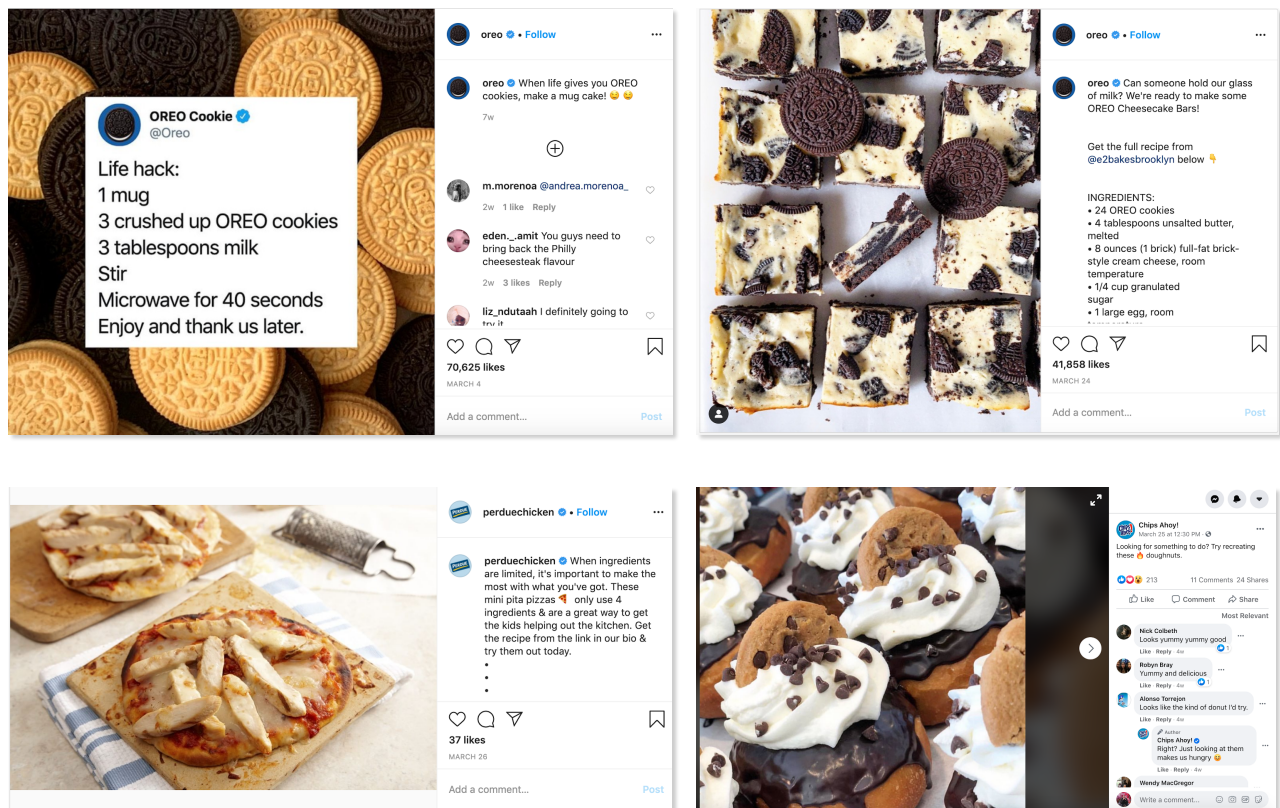 OREO Cookie
@Oreo
Life hack:
1 mug
3 crushed up OREO cookies
3 tablespoons milk
Stir
Microwave for 40 seconds
Enjoy and thank us later.
oreo • Follow
oreo When life gives you OREO
cookies, make a mug cake! 😏 😏
7w
m.morenoa @andrea.morenoa_
2w 1 like Reply
eden._.amit You guys need to
bring back the Philly
cheesesteak flavour
2w 3 likes Reply
liz_ndutaah I definitely going to
try it
70,625 likes
MARCH 4
Add a comment...
Post
oreo • Follow
oreo Can someone hold our glass
of milk? We're ready to make some
OREO Cheesecake Bars!
Get the full recipe from
@e2bakesbrooklyn below 👇
INGREDIENTS:
• 24 OREO cookies
• 4 tablespoons unsalted butter,
melted
• 8 ounces (1 brick) full-fat brick-
style cream cheese, room
temperature
• 1/4 cup granulated
sugar
• 1 large egg, room
temperature
41,858 likes
MARCH 24
Add a comment...
Post
perduechicken • Follow
perduechicken When ingredients
are limited, it's important to make the
most with what you've got. These
mini pita pizzas 🍕 only use 4
ingredients & are a great way to get
the kids helping out the kitchen. Get
the recipe from the link in our bio &
try them out today.
•
•
•
37 likes
MARCH 26
Add a comment...
Post
Chips Ahoy!
March 25 at 12:30 PM ·
Looking for something to do? Try recreating
these 🔥 doughnuts.
213
11 Comments 24 Shares
Like Comment Share
Most Relevant
Nick Colbeth
Looks yummy yummy good
1
Like · Reply · 4w
Robyn Bray
Yummy and delicious
1
Like · Reply · 4w
Alonso Torrejon
Looks like the kind of donut I'd try.
Like · Reply · 4w
Author
Chips Ahoy!
Right? Just looking at them
makes us hungry 😋
Like · Reply · 4w
Wendy MacGregor
Write a comment...